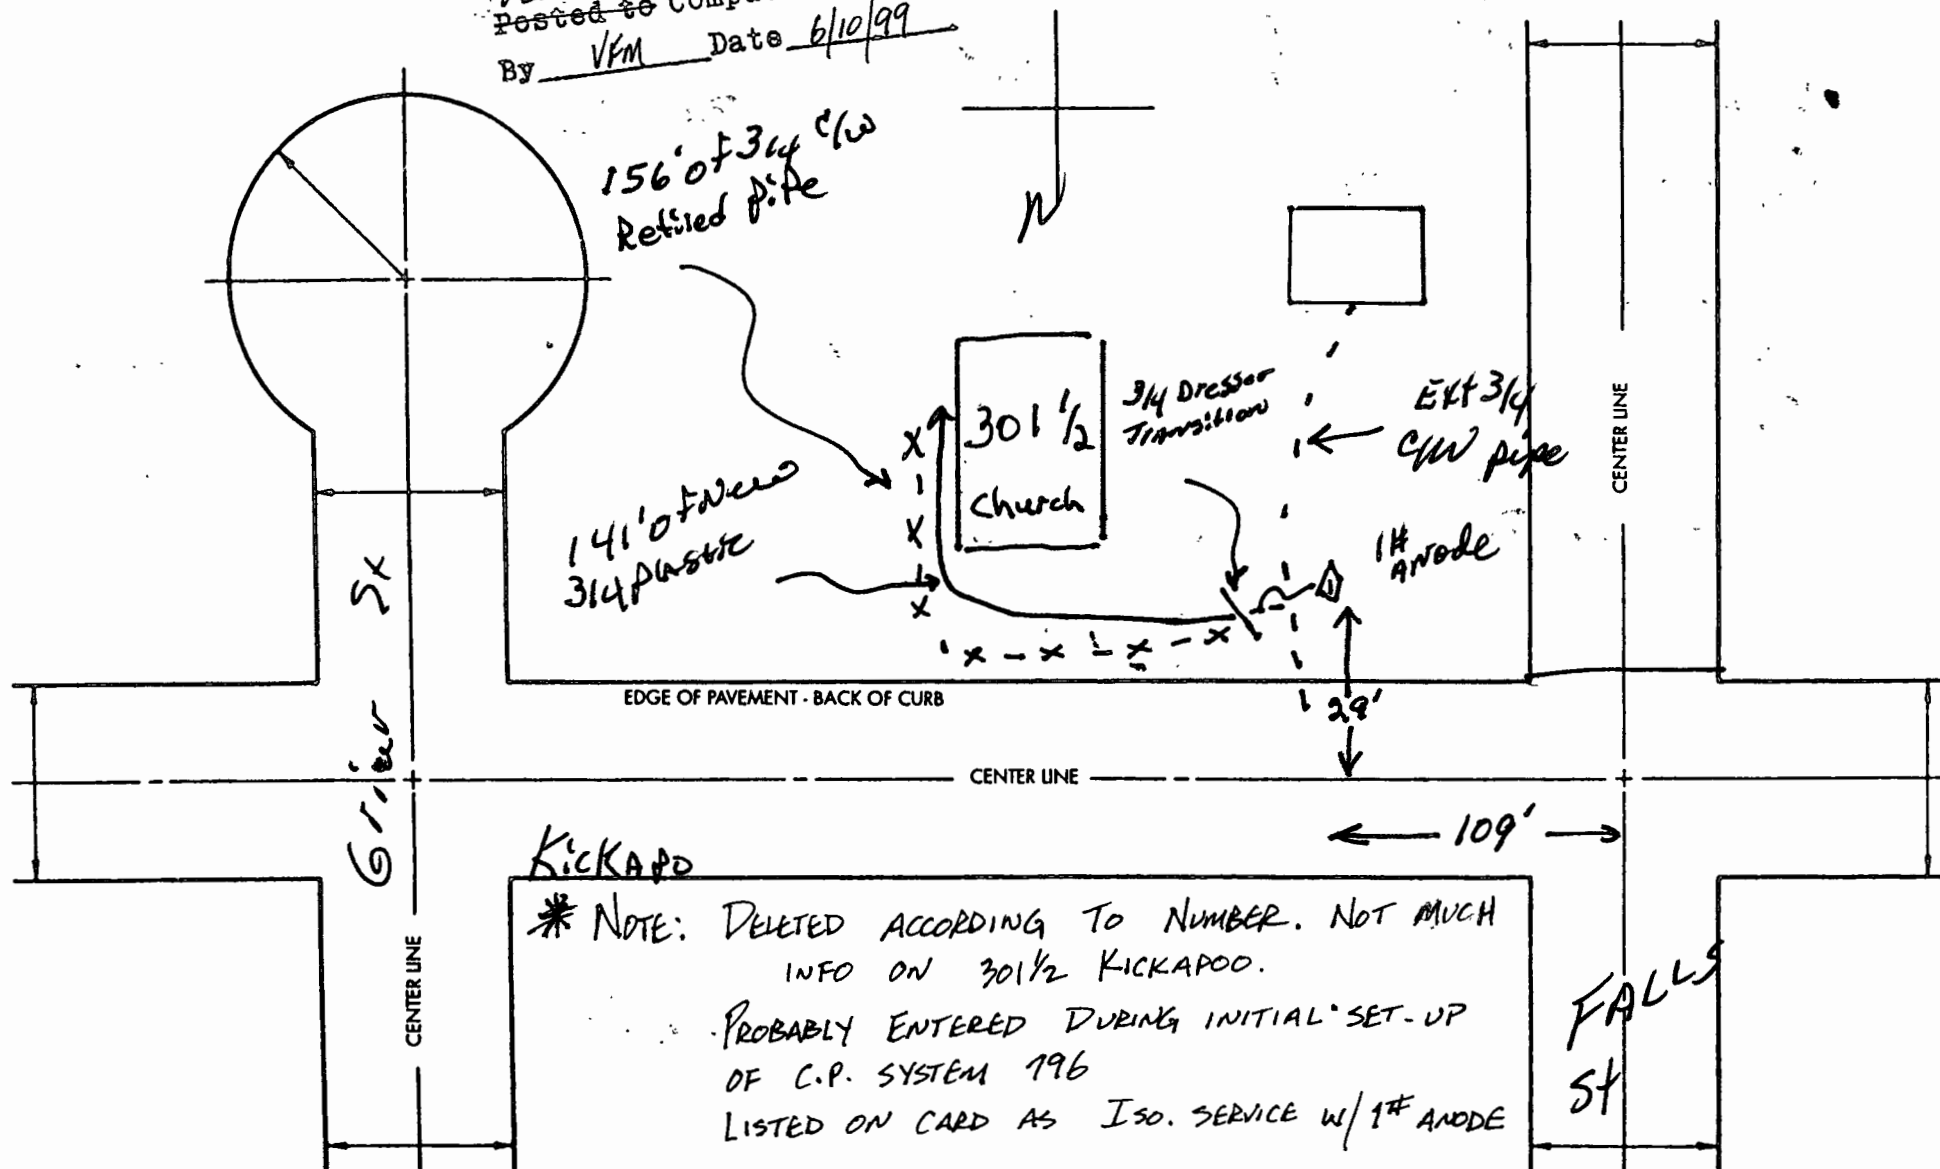 Posted to Compu
By VFM Date 6/10/99
156' of 3/4 C/W
Retired pipe
N
301 1/2
Church
3/4 Dresser
Transition
Ext 3/4
C/W pipe
CENTER LINE
141' of New
3/4 plastic
1#
Anode
1
EDGE OF PAVEMENT - BACK OF CURB
29'
CENTER LINE
109'
Grier St
Kickapo
* NOTE: DELETED ACCORDING TO NUMBER. NOT MUCH
INFO ON 301 1/2 KICKAPOO.
PROBABLY ENTERED DURING INITIAL SET-UP
OF C.P. SYSTEM 796
LISTED ON CARD AS ISO. SERVICE W/ 1# ANODE
CENTER LINE
FALLS
St